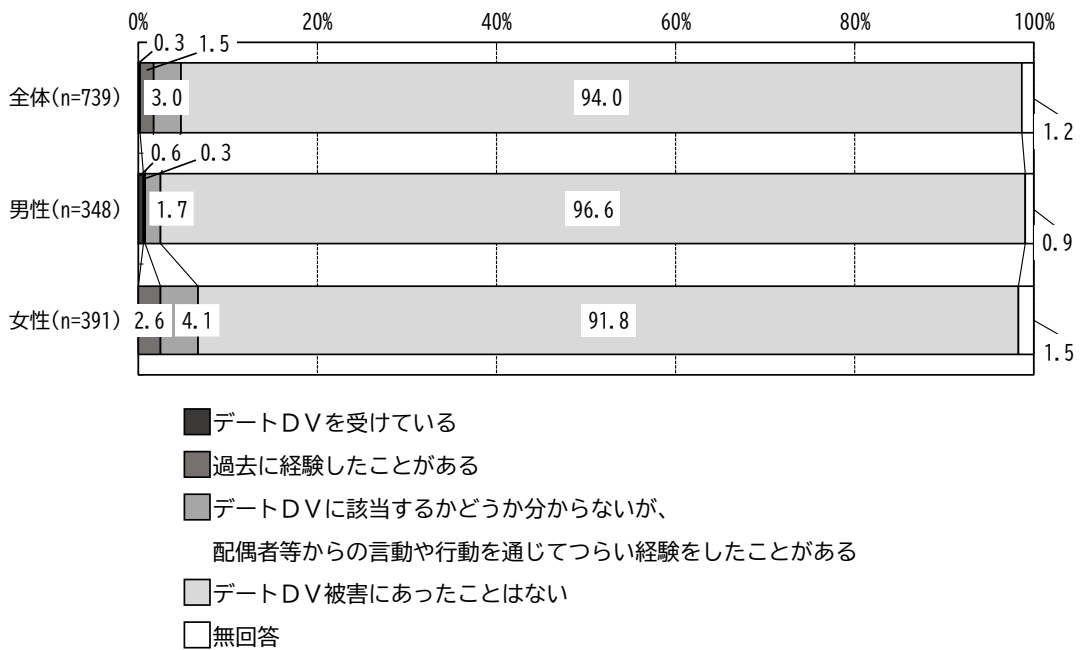 0% 20% 40% 60% 80% 100%
0.3 1.5
全体(n=739) 3.0 94.0
1.2
0.6 0.3
男性(n=348) 1.7 96.6
0.9
女性(n=391) 2.6 4.1 91.8
1.5
デートＤＶを受けている
過去に経験したことがある
デートＤＶに該当するかどうか分からないが、
配偶者等からの言動や行動を通じてつらい経験をしたことがある
デートＤＶ被害にあったことはない
無回答